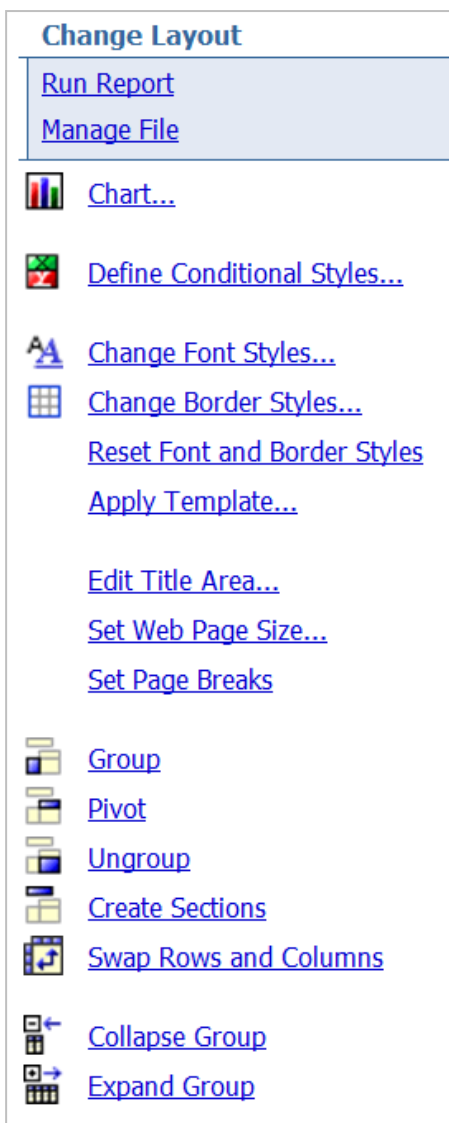 Change Layout
Run Report
Manage File
Chart...
Define Conditional Styles...
Change Font Styles...
Change Border Styles...
Reset Font and Border Styles
Apply Template...
Edit Title Area...
Set Web Page Size...
Set Page Breaks
Group
Pivot
Ungroup
Create Sections
Swap Rows and Columns
Collapse Group
Expand Group